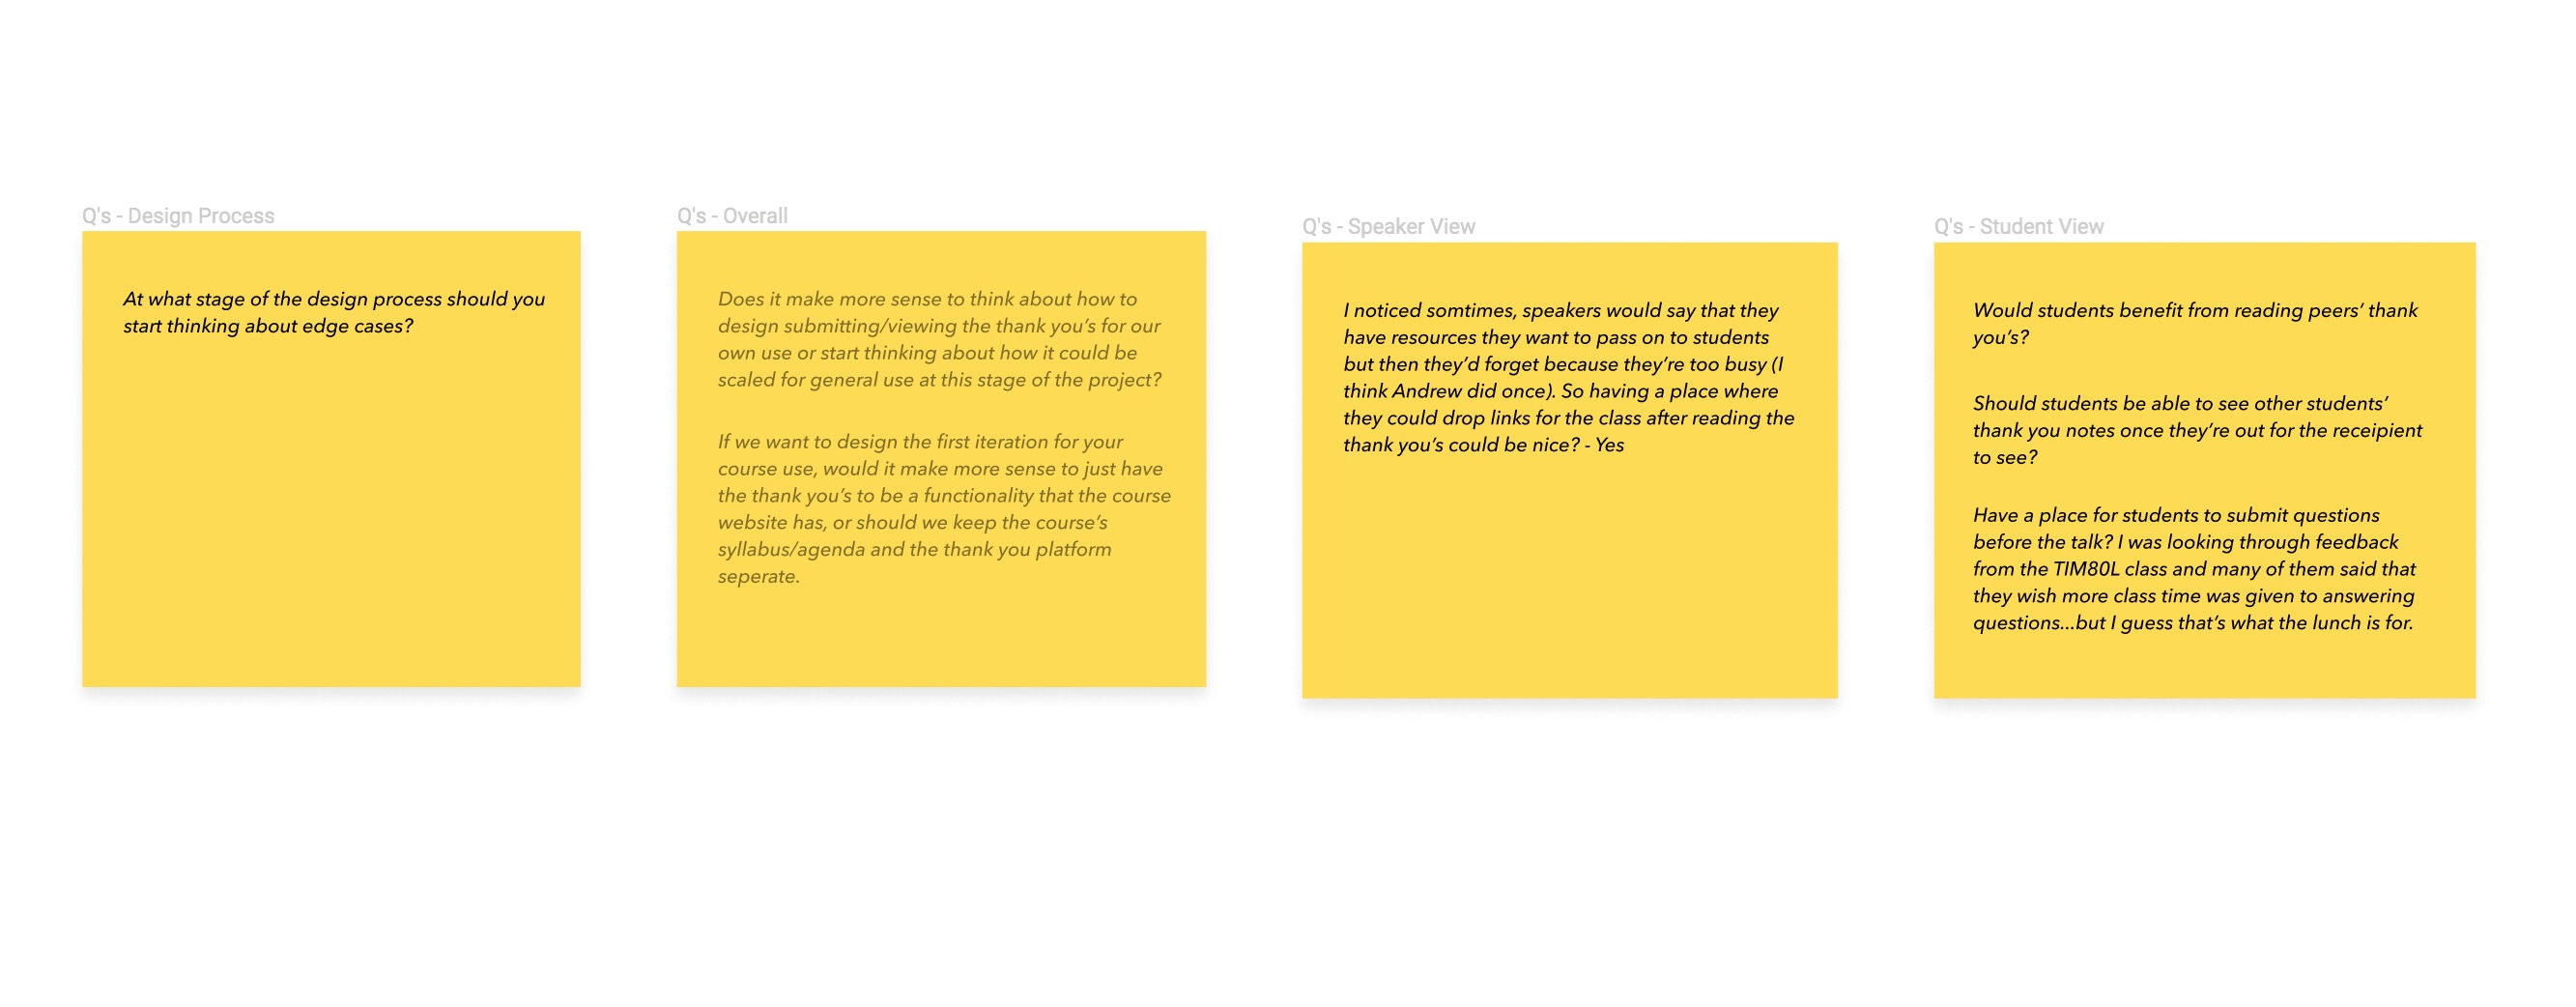 Q's - Design Process
At what stage of the design process should you
start thinking about edge cases?
Q's - Overall
Does it make more sense to think about how to
design submitting/viewing the thank you’s for our
own use or start thinking about how it could be
scaled for general use at this stage of the project?
If we want to design the first iteration for your
course use, would it make more sense to just have
the thank you’s to be a functionality that the course
website has, or should we keep the course’s
syllabus/agenda and the thank you platform
seperate.
Q's - Speaker View
I noticed somtimes, speakers would say that they
have resources they want to pass on to students
but then they’d forget because they’re too busy (I
think Andrew did once). So having a place where
they could drop links for the class after reading the
thank you’s could be nice? - Yes
Q's - Student View
Would students benefit from reading peers’ thank
you’s?
Should students be able to see other students’
thank you notes once they’re out for the receipient
to see?
Have a place for students to submit questions
before the talk? I was looking through feedback
from the TIM80L class and many of them said that
they wish more class time was given to answering
questions...but I guess that’s what the lunch is for.